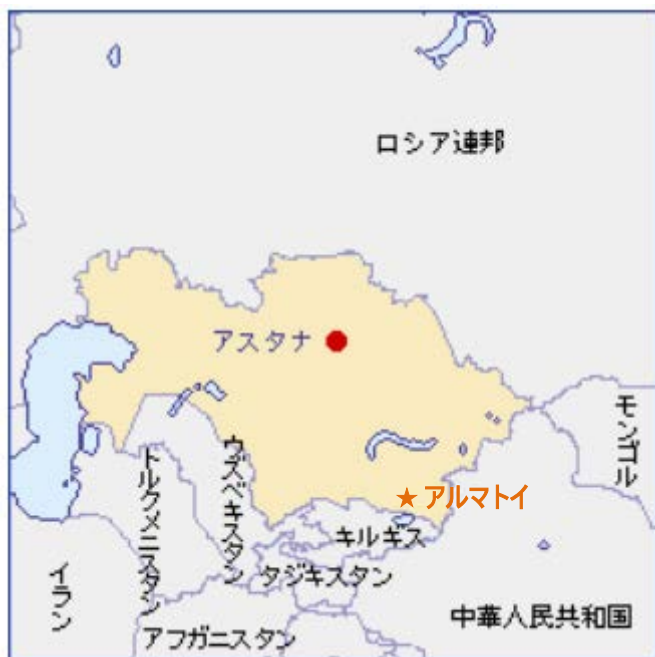 ロシア連邦
アスタナ
モンゴル
ウズベキスタン
トルクメニスタン
★アルマトイ
キルギス
タジキスタン
イラン
中華人民共和国
アフガニスタン